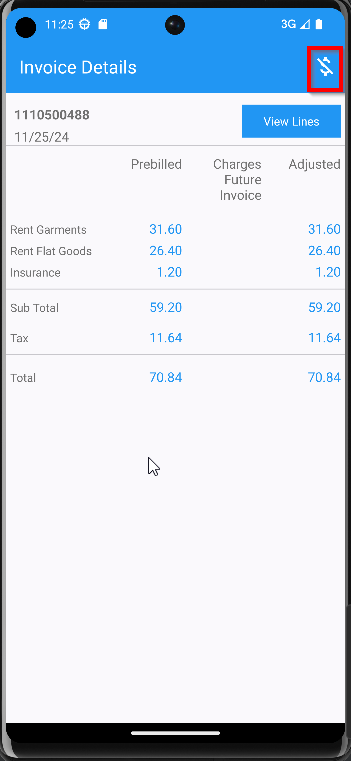 11:25
3G
Invoice Details
1110500488
View Lines
11/25/24
Prebilled Charges Future Invoice Adjusted
Rent Garments 31.60 31.60
Rent Flat Goods 26.40 26.40
Insurance 1.20 1.20
Sub Total 59.20 59.20
Tax 11.64 11.64
Total 70.84 70.84